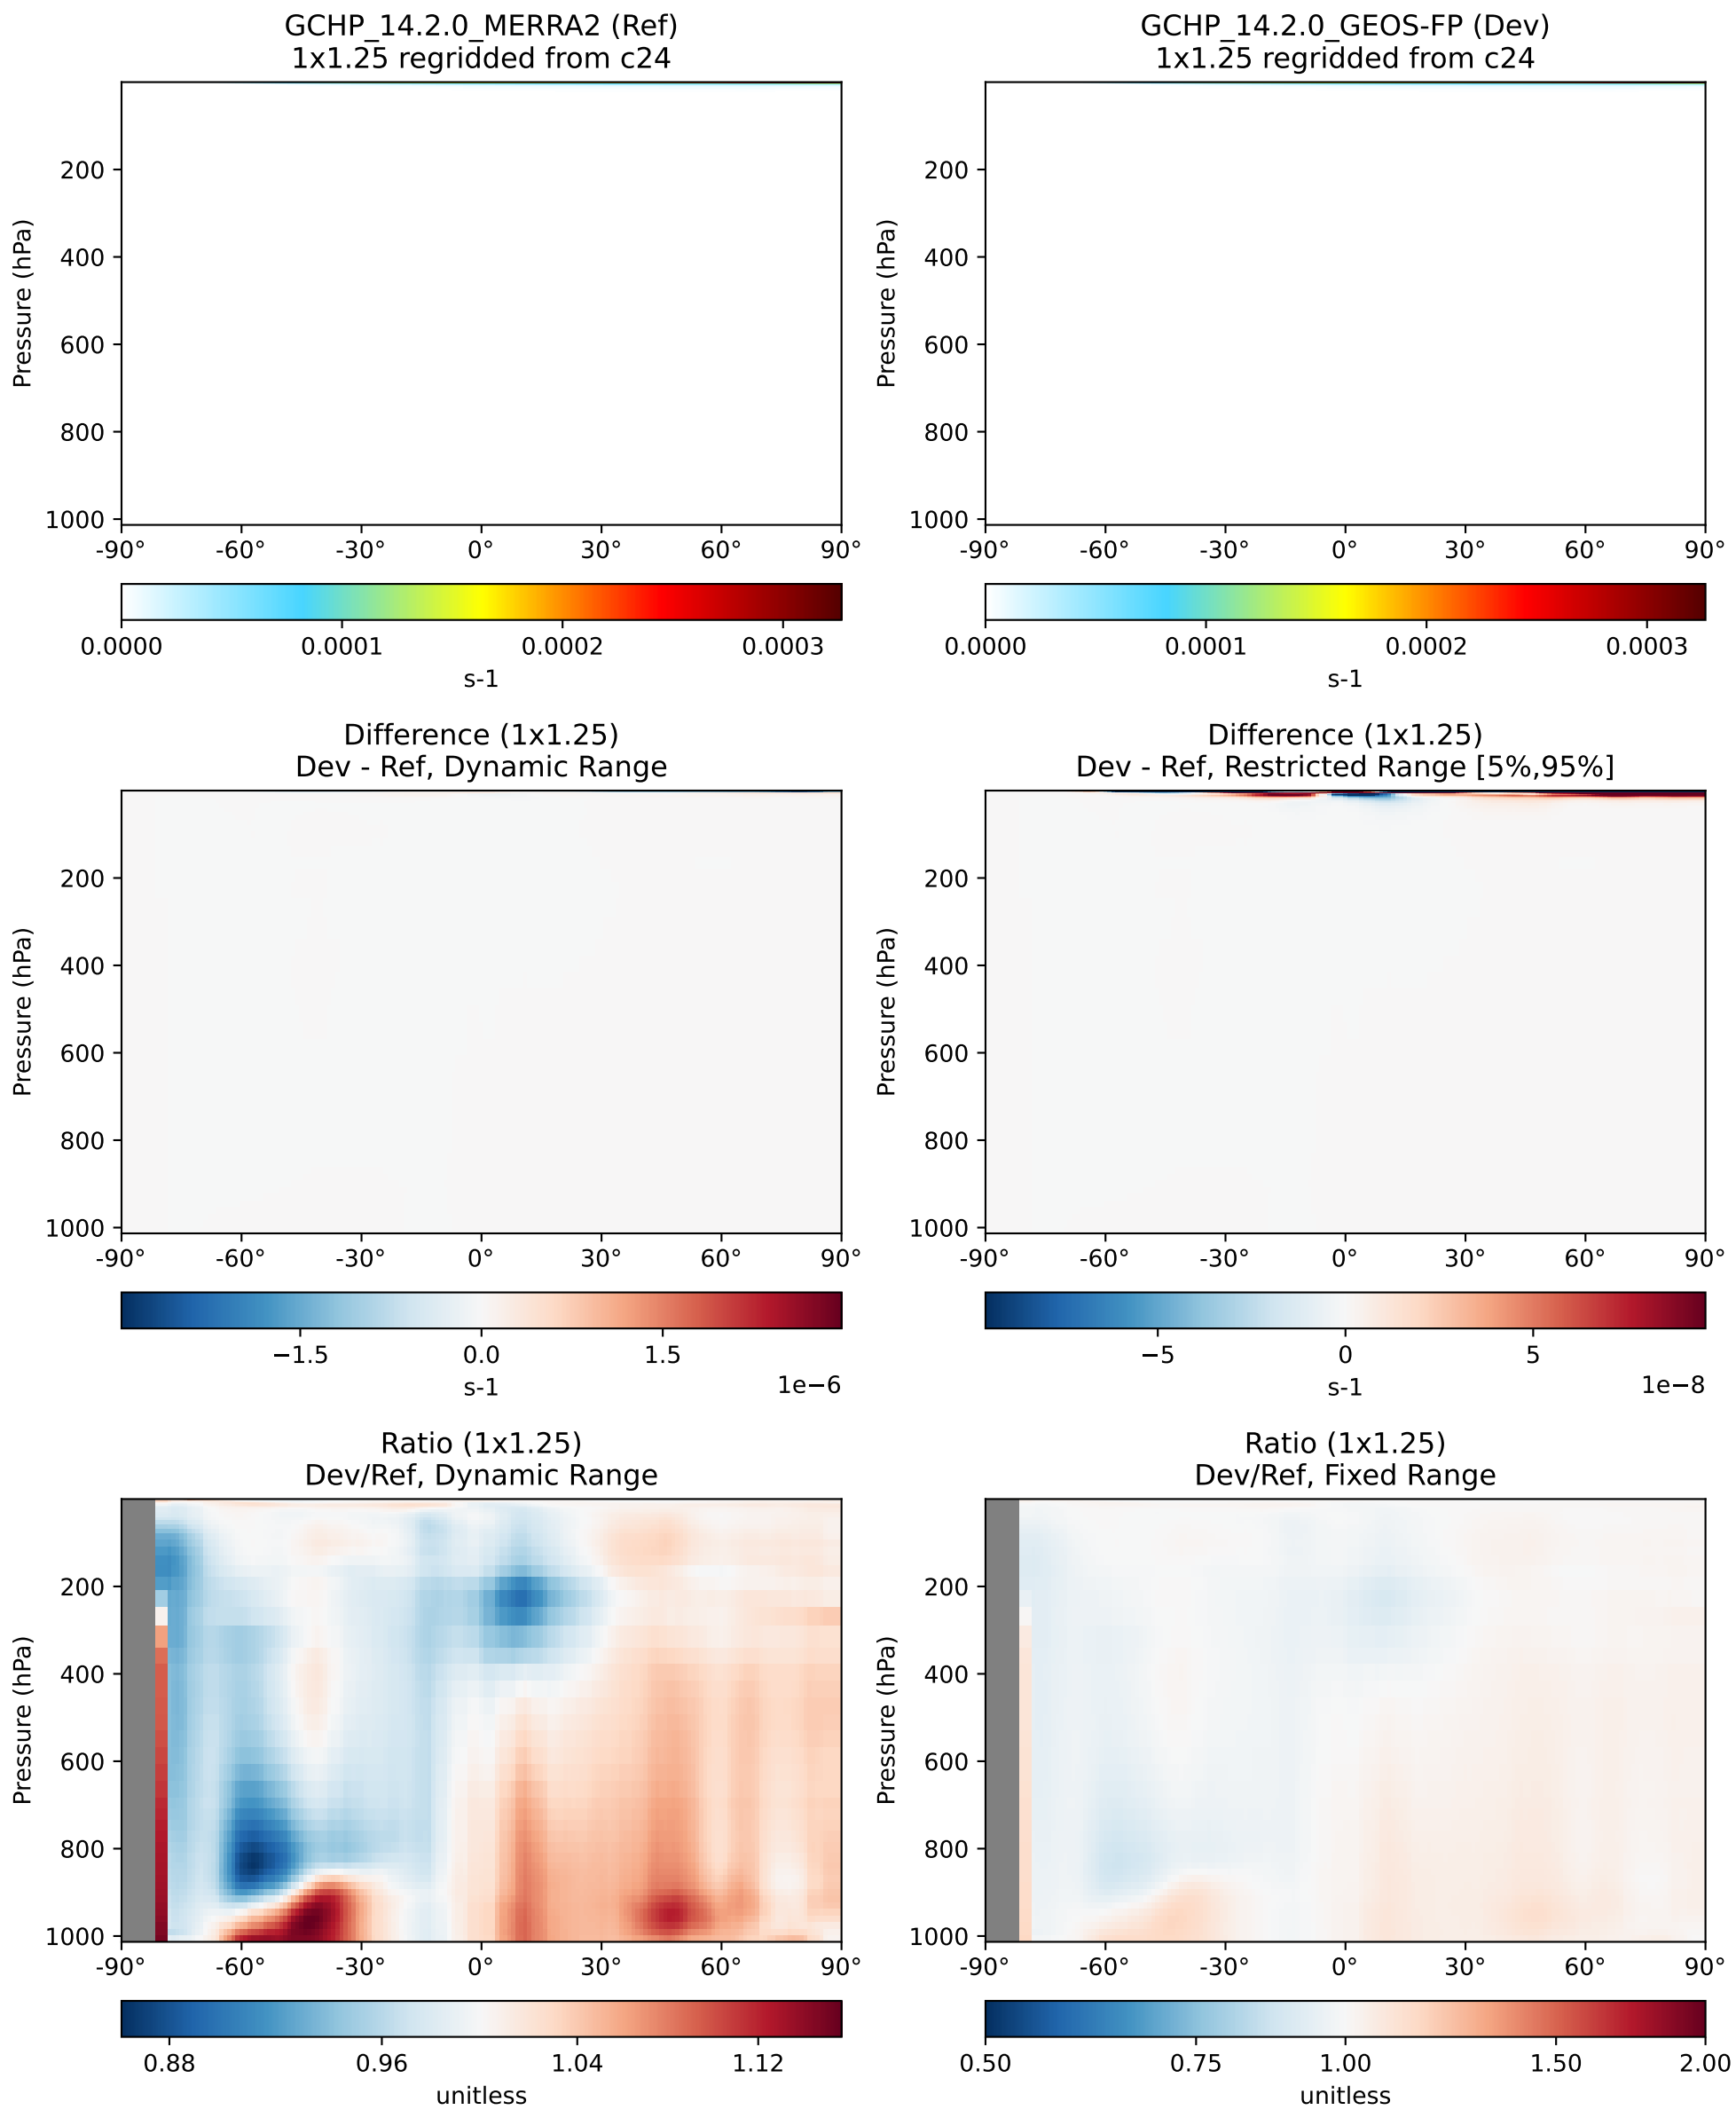 GCHP_14.2.0_MERRA2 (Ref)
1x1.25 regridded from c24
200
400
600
800
1000
Pressure (hPa)
-90° -60° -30° 0° 30° 60° 90°
0.0000 0.0001 0.0002 0.0003
s-1
GCHP_14.2.0_GEOS-FP (Dev)
1x1.25 regridded from c24
200
400
600
800
1000
Pressure (hPa)
-90° -60° -30° 0° 30° 60° 90°
0.0000 0.0001 0.0002 0.0003
s-1
Difference (1x1.25)
Dev - Ref, Dynamic Range
200
400
600
800
1000
Pressure (hPa)
-90° -60° -30° 0° 30° 60° 90°
−1.5 0.0 1.5
s-1 1e−6
Difference (1x1.25)
Dev - Ref, Restricted Range [5%,95%]
200
400
600
800
1000
Pressure (hPa)
-90° -60° -30° 0° 30° 60° 90°
−5 0 5
s-1 1e−8
Ratio (1x1.25)
Dev/Ref, Dynamic Range
200
400
600
800
1000
Pressure (hPa)
-90° -60° -30° 0° 30° 60° 90°
0.88 0.96 1.04 1.12
unitless
Ratio (1x1.25)
Dev/Ref, Fixed Range
200
400
600
800
1000
Pressure (hPa)
-90° -60° -30° 0° 30° 60° 90°
0.50 0.75 1.00 1.50 2.00
unitless